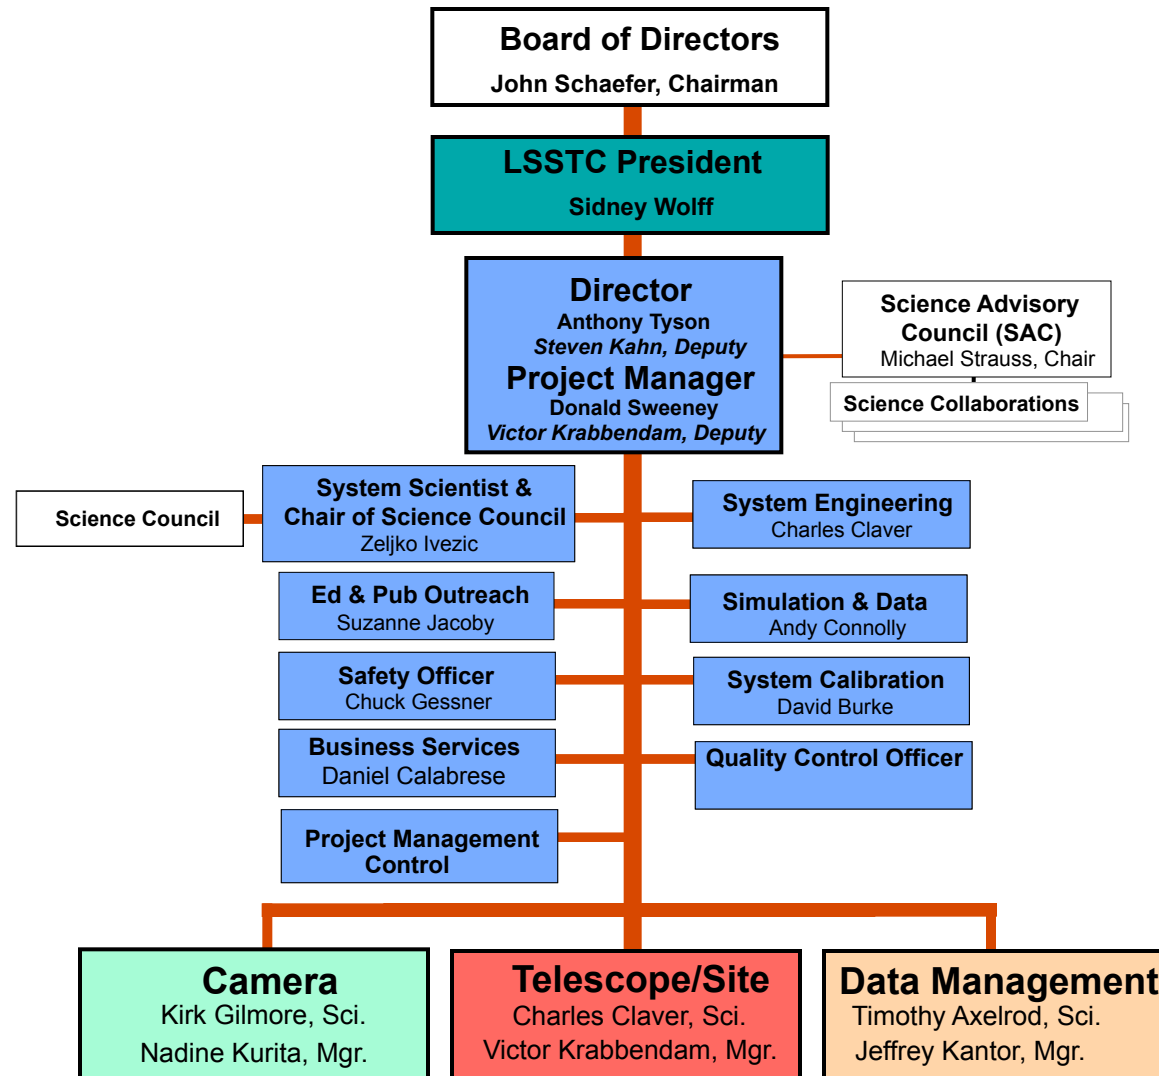 Board of Directors
John Schaefer, Chairman
LSSTC President
Sidney Wolff
Director
Anthony Tyson
Steven Kahn, Deputy
Project Manager
Donald Sweeney
Victor Krabbendam, Deputy
Science Advisory
Council (SAC)
Michael Strauss, Chair
Science Collaborations
Science Council
System Scientist &
Chair of Science Council
Zeljko Ivezic
System Engineering
Charles Claver
Ed & Pub Outreach
Suzanne Jacoby
Simulation & Data
Andy Connolly
Safety Officer
Chuck Gessner
System Calibration
David Burke
Business Services
Daniel Calabrese
Quality Control Officer
Project Management
Control
Camera
Kirk Gilmore, Sci.
Nadine Kurita, Mgr.
Telescope/Site
Charles Claver, Sci.
Victor Krabbendam, Mgr.
Data Management
Timothy Axelrod, Sci.
Jeffrey Kantor, Mgr.